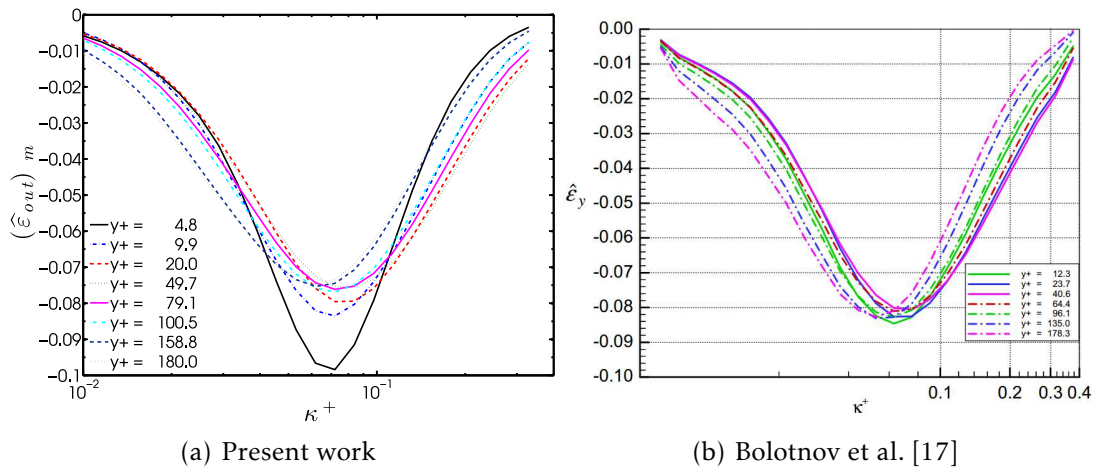 0
−0.01
−0.02
−0.03
−0.04
−0.05
−0.06
−0.07
−0.08
−0.09
−0.1
(ε̂_out)_m
y+ = 4.8
y+ = 9.9
y+ = 20.0
y+ = 49.7
y+ = 79.1
y+ = 100.5
y+ = 158.8
y+ = 180.0
10⁻² 10⁻¹
κ⁺
(a) Present work
0.00
-0.01
-0.02
-0.03
-0.04
-0.05
-0.06
-0.07
-0.08
-0.09
-0.10
ε̂_y
y+ = 12.3
y+ = 23.7
y+ = 40.6
y+ = 64.4
y+ = 96.1
y+ = 135.0
y+ = 178.3
0.1 0.2 0.3 0.4
κ⁺
(b) Bolotnov et al. [17]